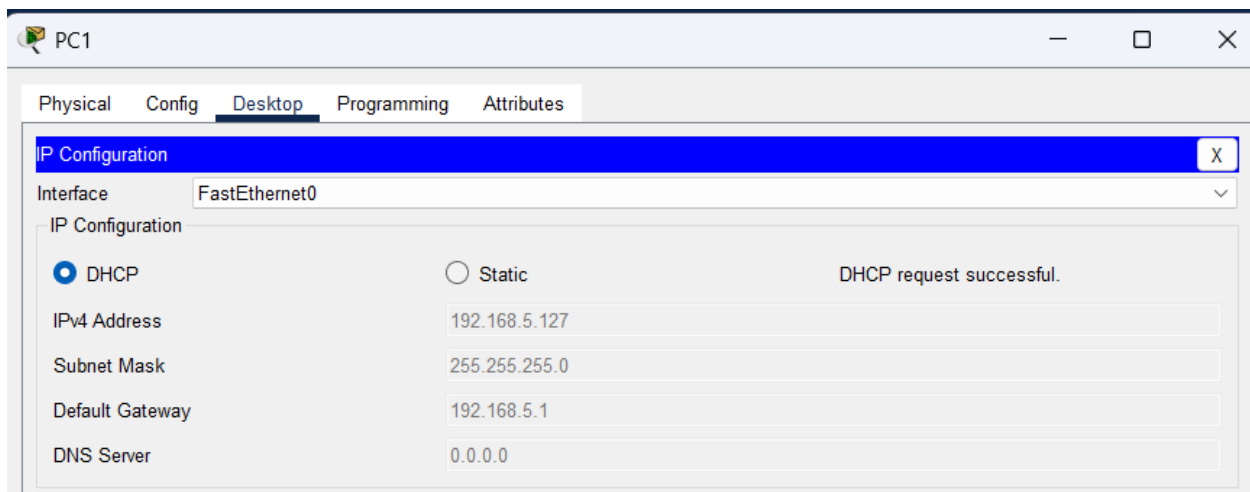 PC1
Physical Config Desktop Programming Attributes
IP Configuration X
Interface FastEthernet0
IP Configuration
DHCP Static DHCP request successful.
IPv4 Address 192.168.5.127
Subnet Mask 255.255.255.0
Default Gateway 192.168.5.1
DNS Server 0.0.0.0